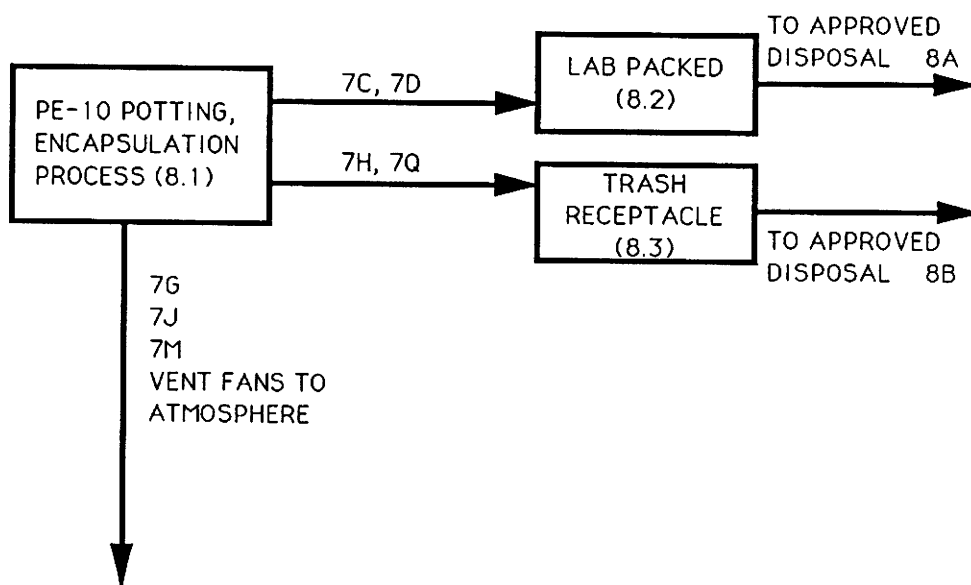 PE-10 POTTING,
ENCAPSULATION
PROCESS (8.1)
7C, 7D
LAB PACKED
(8.2)
TO APPROVED
DISPOSAL 8A
7H, 7Q
TRASH
RECEPTACLE
(8.3)
TO APPROVED
DISPOSAL 8B
7G
7J
7M
VENT FANS TO
ATMOSPHERE